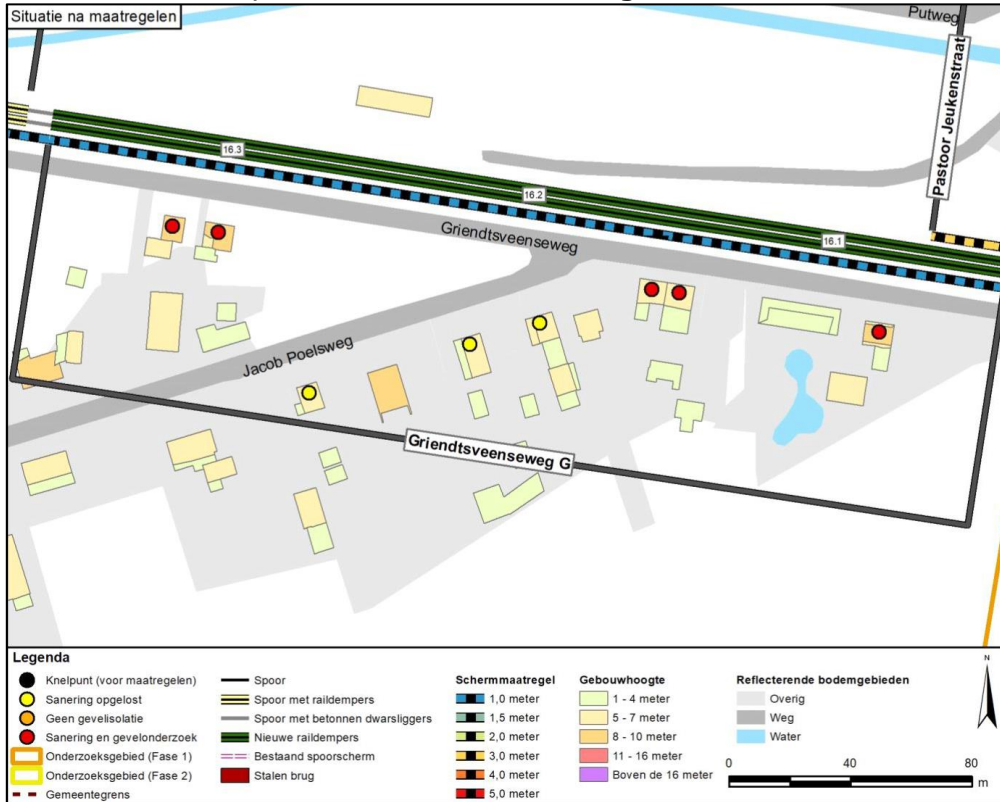 Situatie na maatregelen
Putweg
Pastoor Jeukenstraat
16.3
16.2
16.1
Griendtsveenseweg
Jacob Poelsweg
Griendtsveenseweg G
Legenda
Knelpunt (voor maatregelen)
Sanering opgelost
Geen gevelisolatie
Sanering en gevelonderzoek
Onderzoeksgebied (Fase 1)
Onderzoeksgebied (Fase 2)
Gemeentegrens
Spoor
Spoor met raildempers
Spoor met betonnen dwarsliggers
Nieuwe raildempers
Bestaand spoorscherm
Stalen brug
Schermmaatregel
1,0 meter
1,5 meter
2,0 meter
3,0 meter
4,0 meter
5,0 meter
Gebouwhoogte
1 - 4 meter
5 - 7 meter
8 - 10 meter
11 - 16 meter
Boven de 16 meter
Reflecterende bodemgebieden
Overig
Weg
Water
N
0 40 80
m